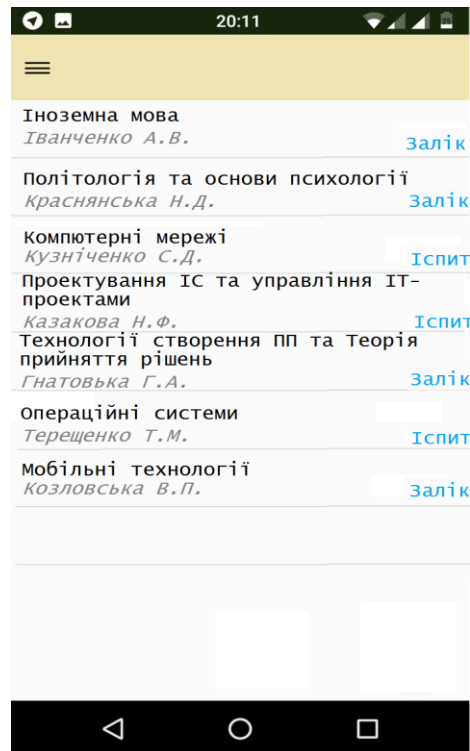 20:11
Іноземна мова
Іванченко А.В.
Залік
Політологія та основи психології
Краснянська Н.Д.
Залік
Компютерні мережі
Кузніченко С.Д.
Іспит
Проектування ІС та управління ІТ-
проектами
Казакова Н.Ф.
Іспит
Технології створення ПП та Теорія
прийняття рішень
Гнатовька Г.А.
Залік
Операційні системи
Терещенко Т.М.
Іспит
Мобільні технології
Козловська В.П.
Залік